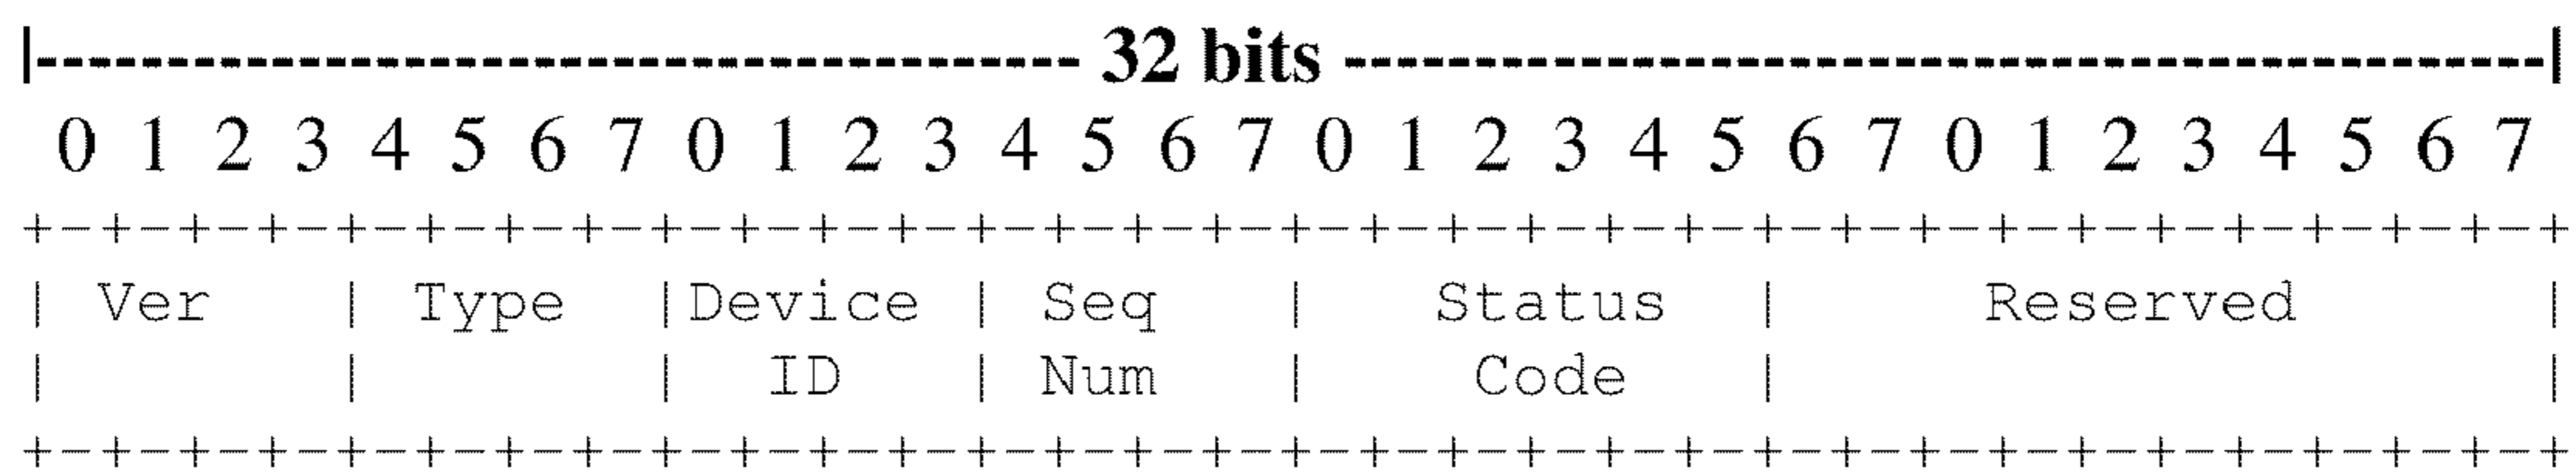 |---------------------------------------- 32 bits ----------------------------------------------|
0 1 2 3 4 5 6 7 0 1 2 3 4 5 6 7 0 1 2 3 4 5 6 7 0 1 2 3 4 5 6 7
+-+-+-+-+-+-+-+-+-+-+-+-+-+-+-+-+-+-+-+-+-+-+-+-+-+-+-+-+-+-+-+-+
| Ver   | Type  |Device | Seq   |   Status  |     Reserved      |
|       |       |  ID   | Num   |    Code   |                   |
+-+-+-+-+-+-+-+-+-+-+-+-+-+-+-+-+-+-+-+-+-+-+-+-+-+-+-+-+-+-+-+-+